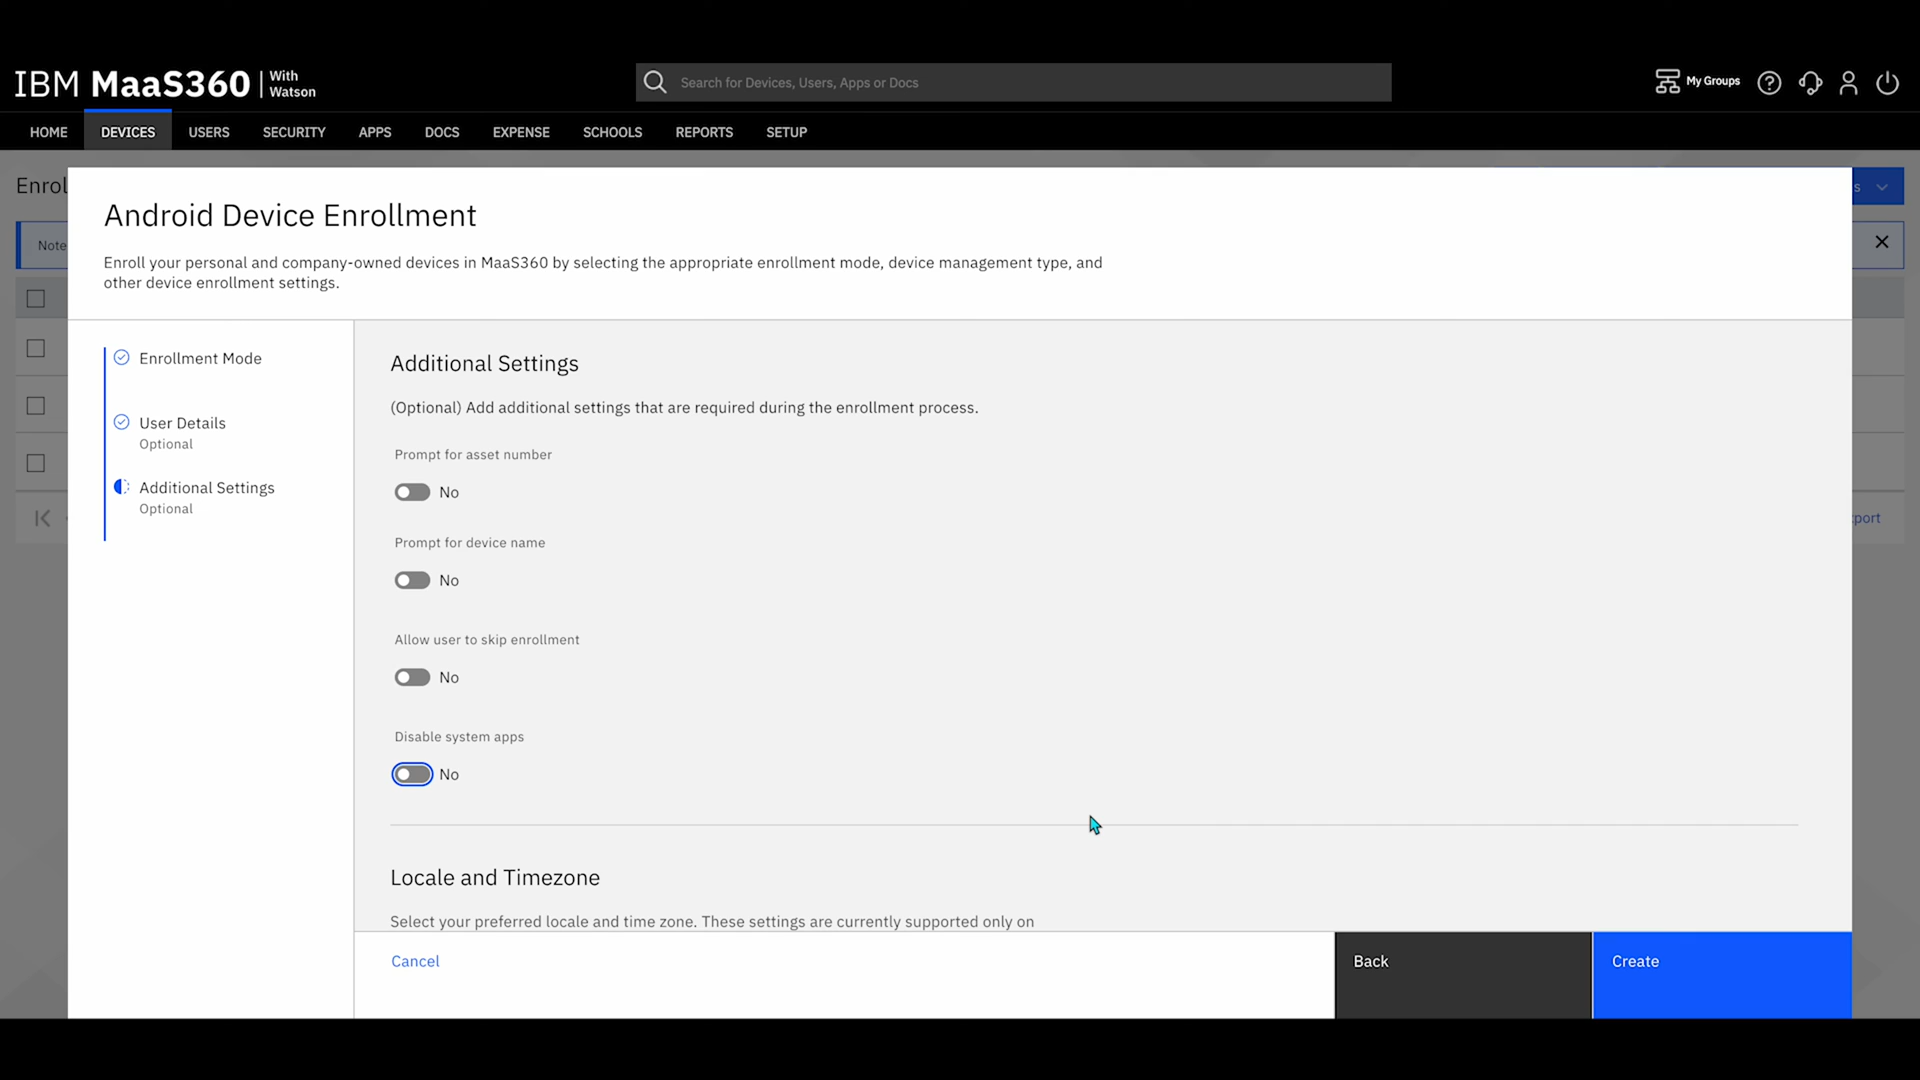 IBM MaaS360 | With Watson
Search for Devices, Users, Apps or Docs
My Groups
HOME DEVICES USERS SECURITY APPS DOCS EXPENSE SCHOOLS REPORTS SETUP
Enrol
s
Note
Android Device Enrollment
Enroll your personal and company-owned devices in MaaS360 by selecting the appropriate enrollment mode, device management type, and
other device enrollment settings.
Enrollment Mode
User Details
Optional
Additional Settings
Optional
Additional Settings
(Optional) Add additional settings that are required during the enrollment process.
Prompt for asset number
No
Prompt for device name
No
Allow user to skip enrollment
No
Disable system apps
No
port
Locale and Timezone
Select your preferred locale and time zone. These settings are currently supported only on
Cancel
Back
Create